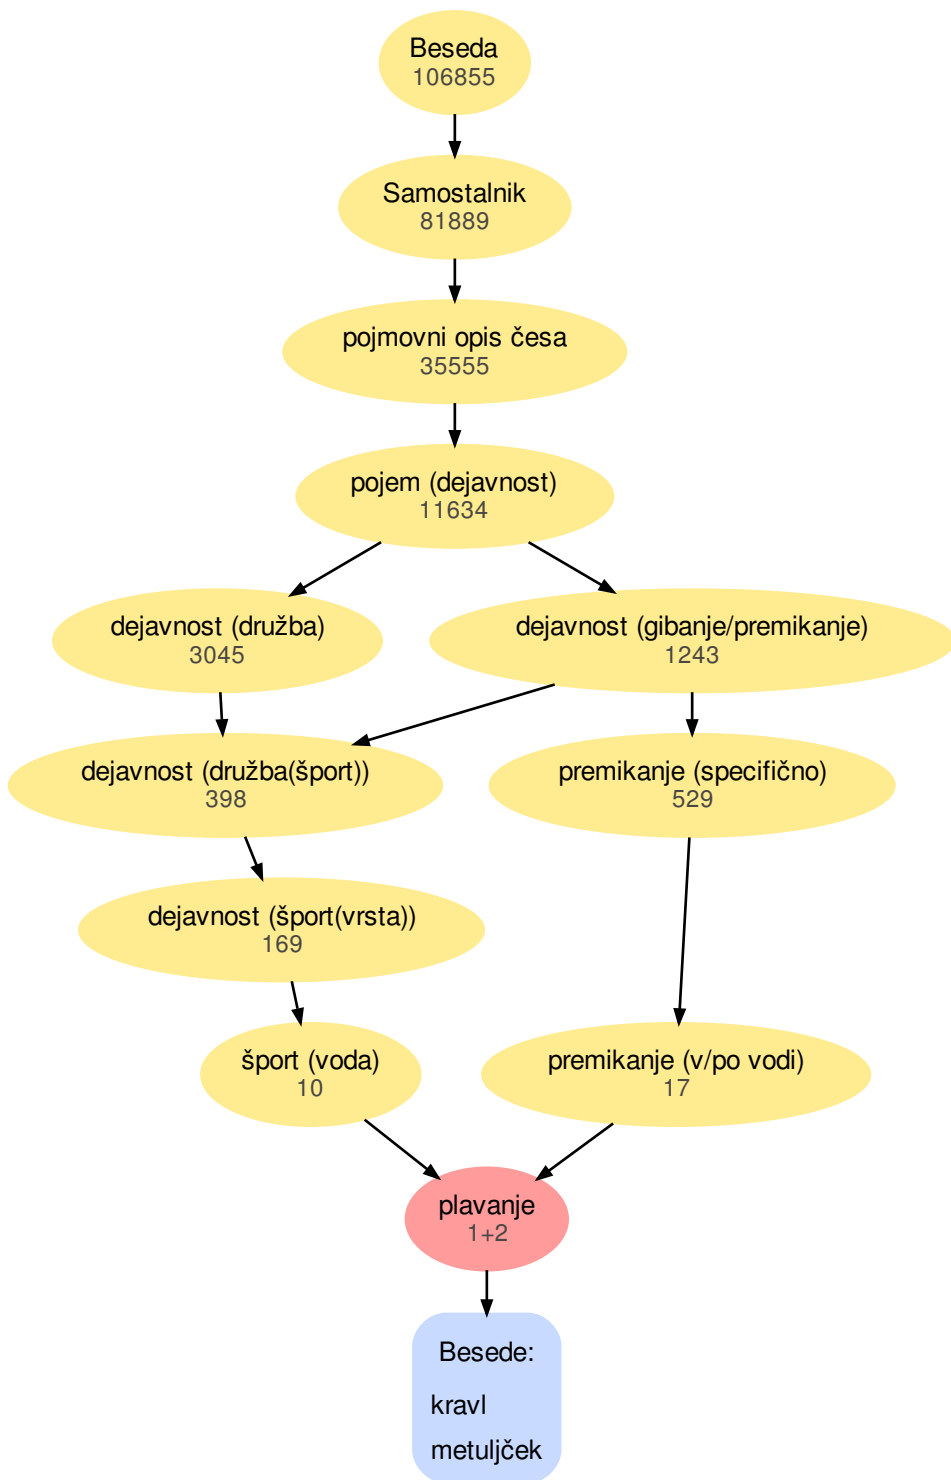 Beseda
106855
Samostalnik
81889
pojmovni opis česa
35555
pojem (dejavnost)
11634
dejavnost (družba)
3045
dejavnost (gibanje/premikanje)
1243
dejavnost (družba(šport))
398
premikanje (specifično)
529
dejavnost (šport(vrsta))
169
šport (voda)
10
premikanje (v/po vodi)
17
plavanje
1+2
Besede:
kravl
metuljček